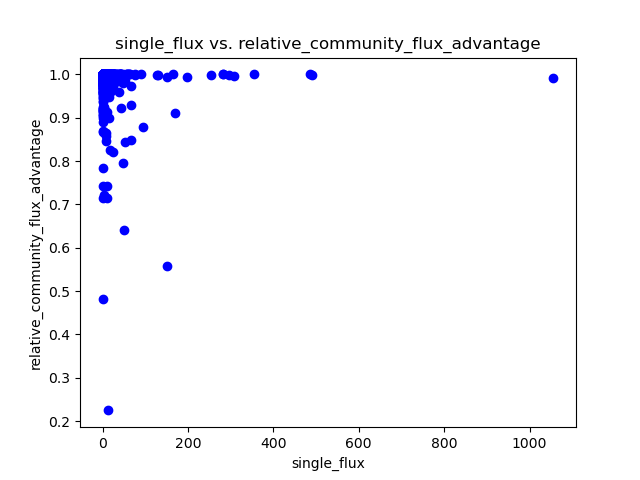 single_flux vs. relative_community_flux_advantage
relative_community_flux_advantage
1.0
0.9
0.8
0.7
0.6
0.5
0.4
0.3
0.2
0 200 400 600 800 1000
single_flux